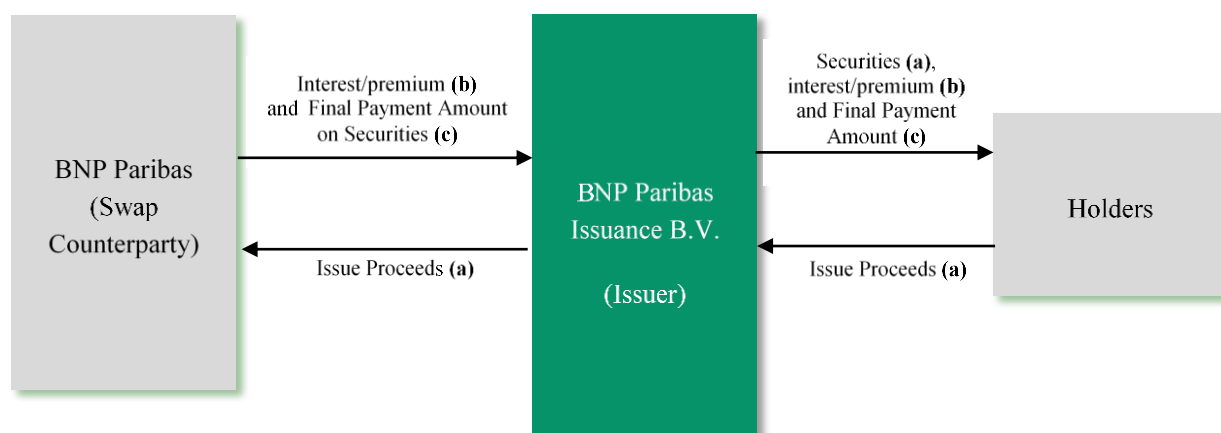 BNP Paribas
(Swap
Counterparty)
Interest/premium (b)
and Final Payment Amount
on Securities (c)
Issue Proceeds (a)
BNP Paribas
Issuance B.V.
(Issuer)
Securities (a),
interest/premium (b)
and Final Payment
Amount (c)
Issue Proceeds (a)
Holders